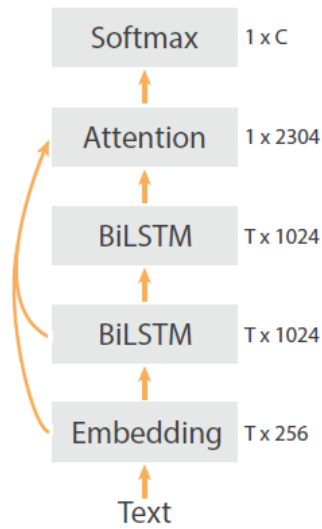 Softmax 1 x C
Attention 1 x 2304
BiLSTM T x 1024
BiLSTM T x 1024
Embedding T x 256
Text